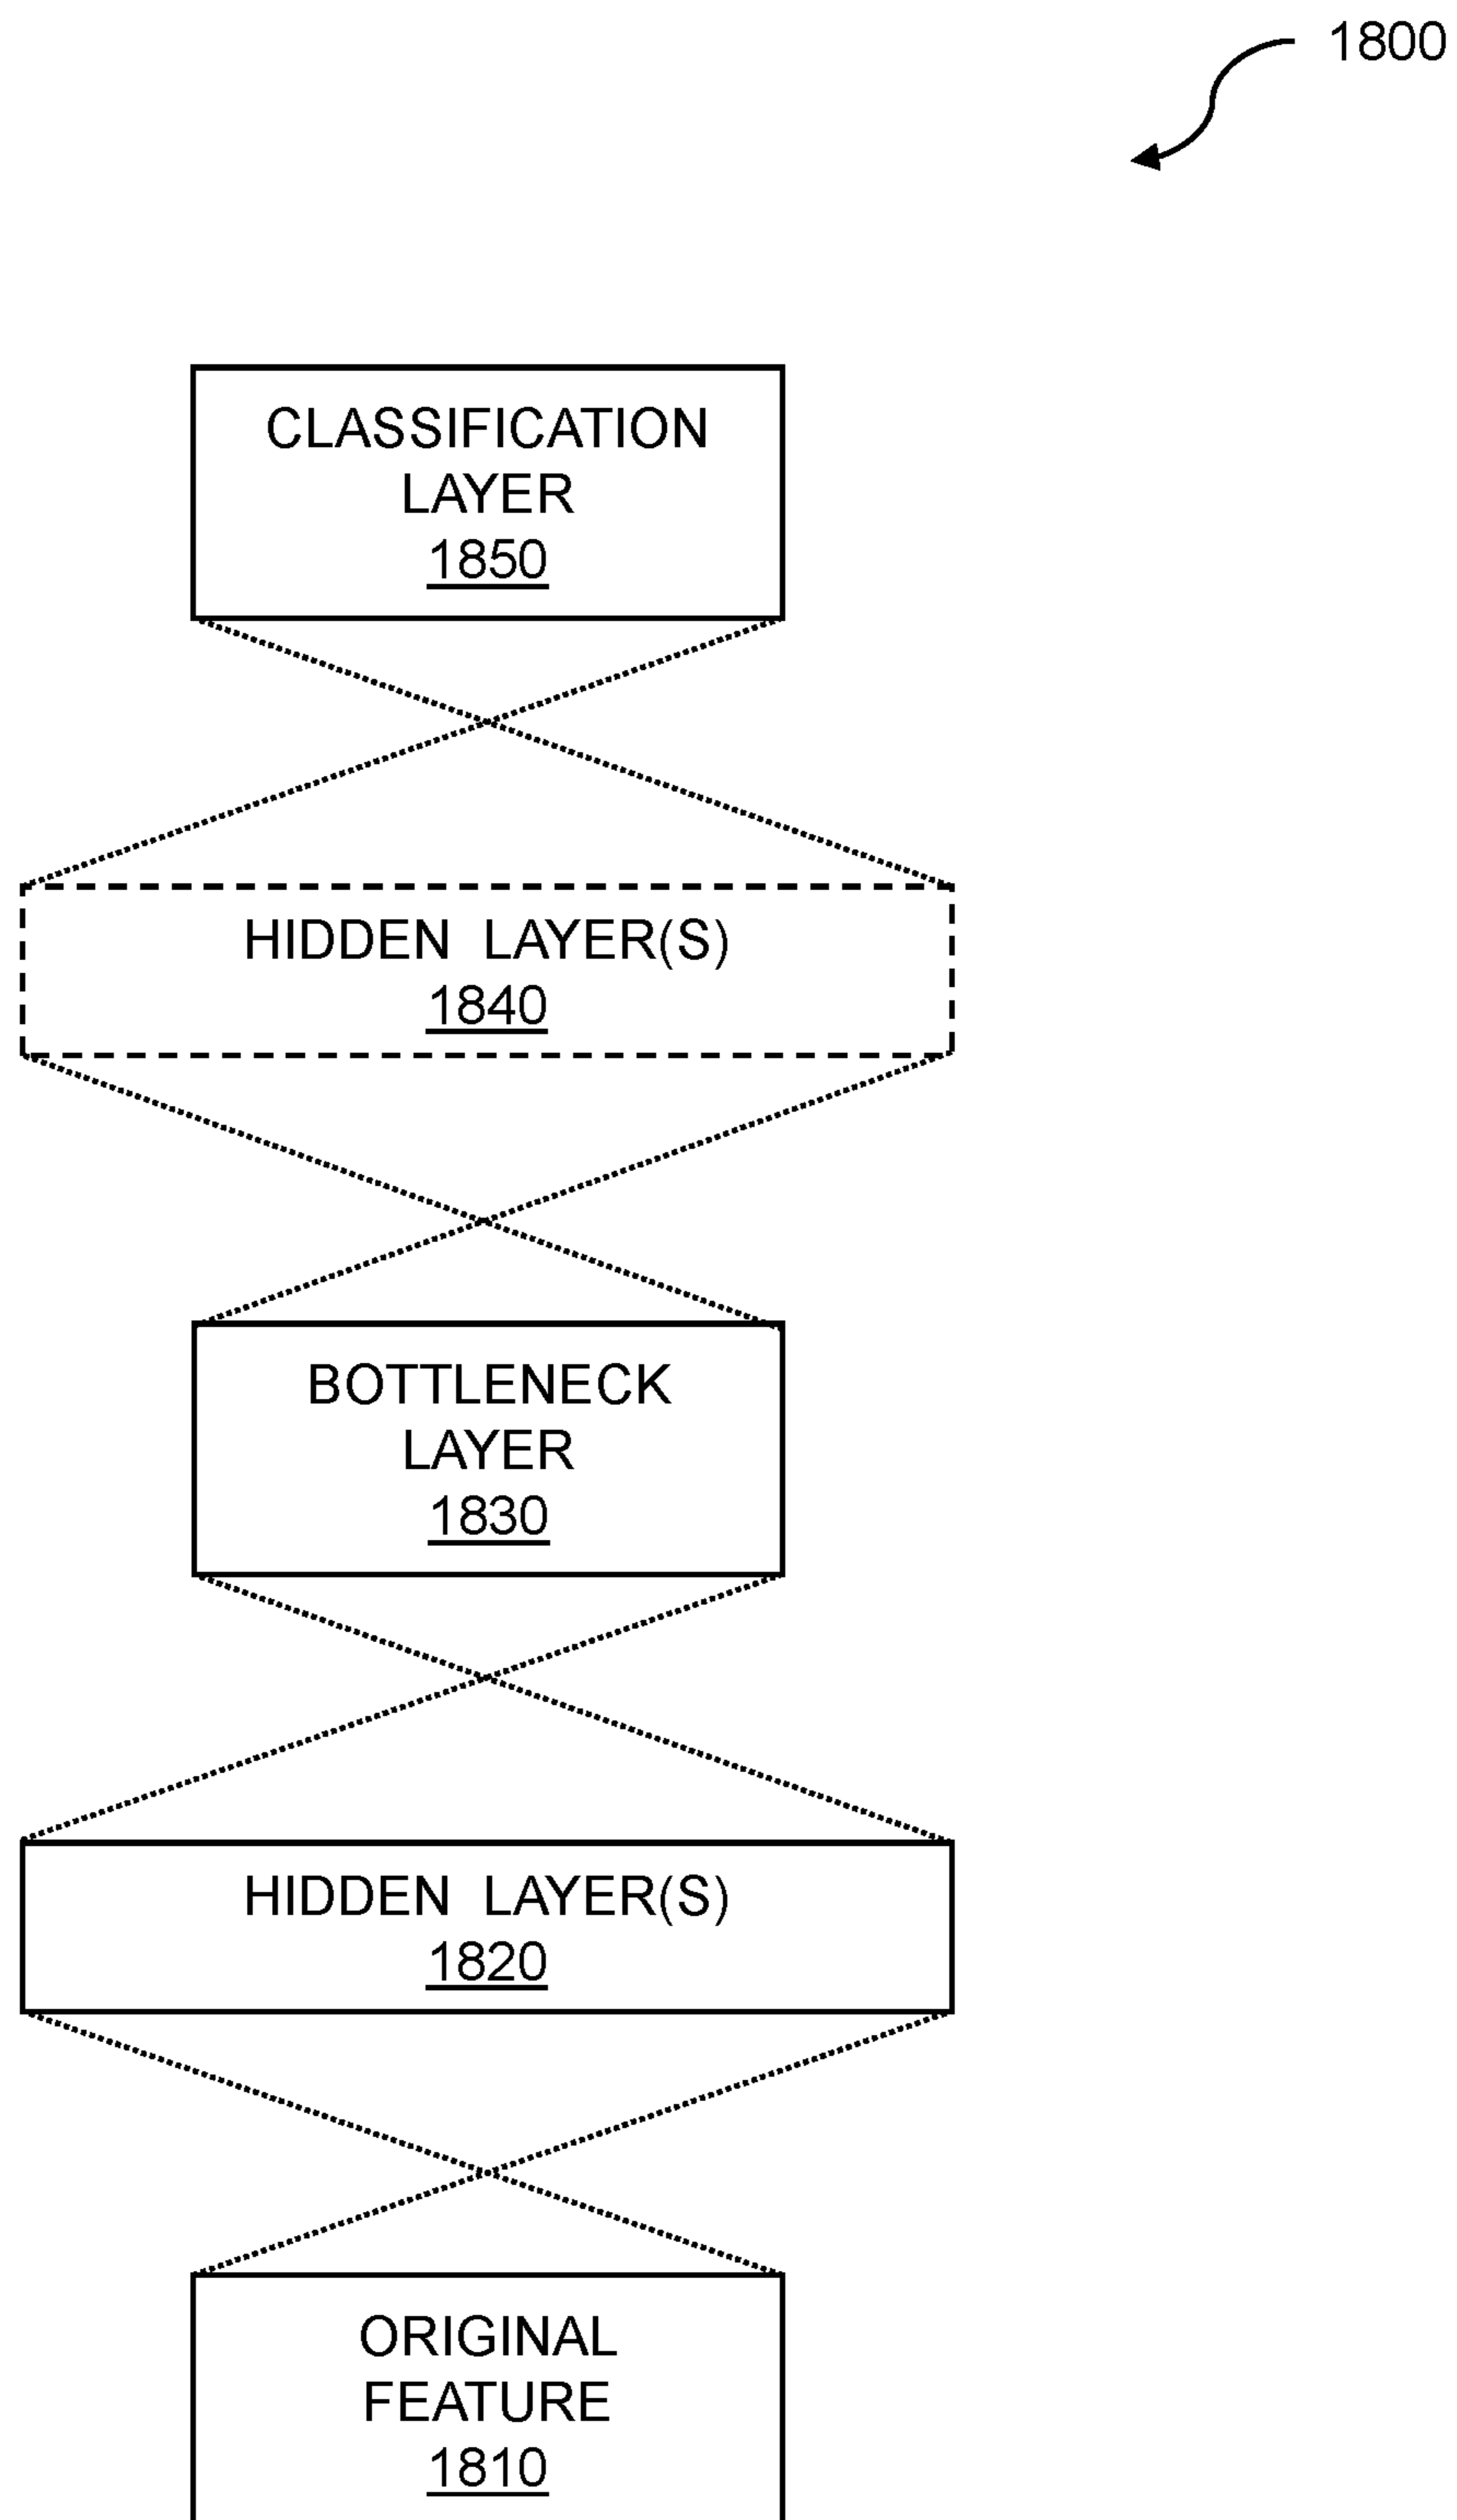 1800
CLASSIFICATION
LAYER
1850
HIDDEN LAYER(S)
1840
BOTTLENECK
LAYER
1830
HIDDEN LAYER(S)
1820
ORIGINAL
FEATURE
1810